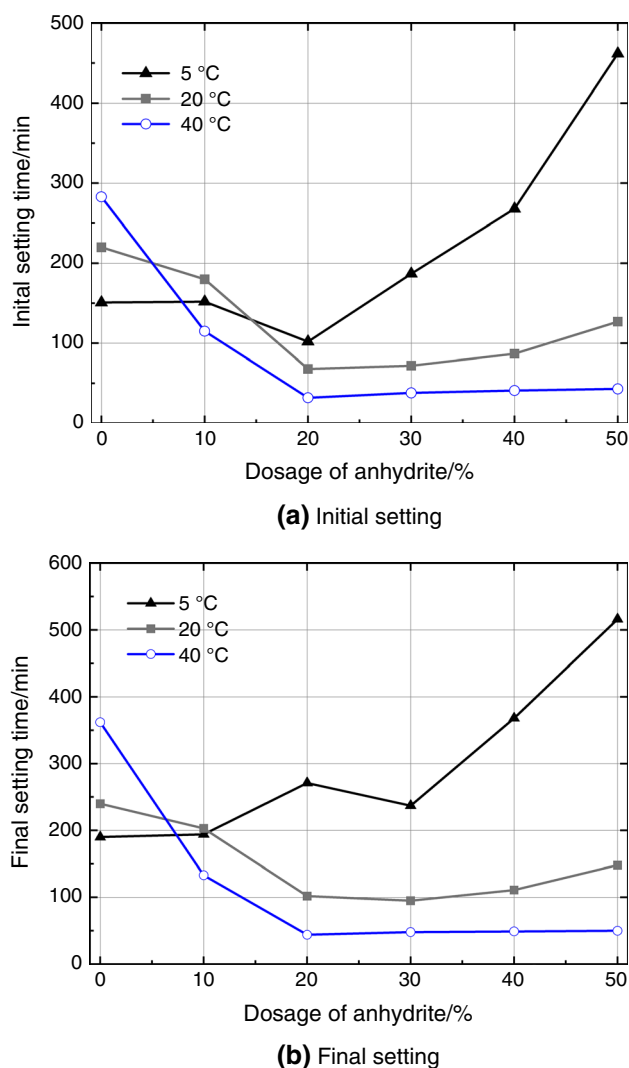 500
400
300
200
100
0
Inital setting time/min
5 °C
20 °C
40 °C
0 10 20 30 40 50
Dosage of anhydrite/%
(a) Initial setting
600
500
400
300
200
100
0
Final setting time/min
5 °C
20 °C
40 °C
0 10 20 30 40 50
Dosage of anhydrite/%
(b) Final setting